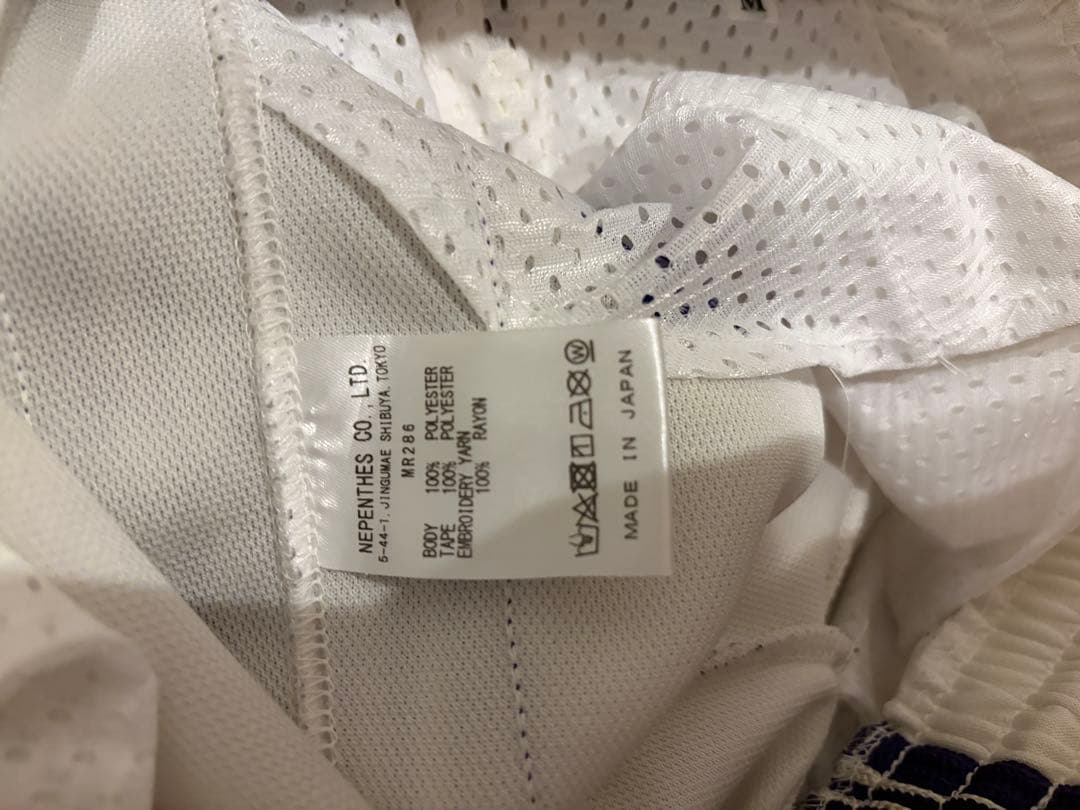 NEPENTHES CO., LTD.
5-44-1, JINGUMAE SHIBUYA, TOKYO
MR286
BODY 100% POLYESTER
TAPE 100% POLYESTER
EMBROIDERY YARN
100% RAYON
W
MADE IN JAPAN
M